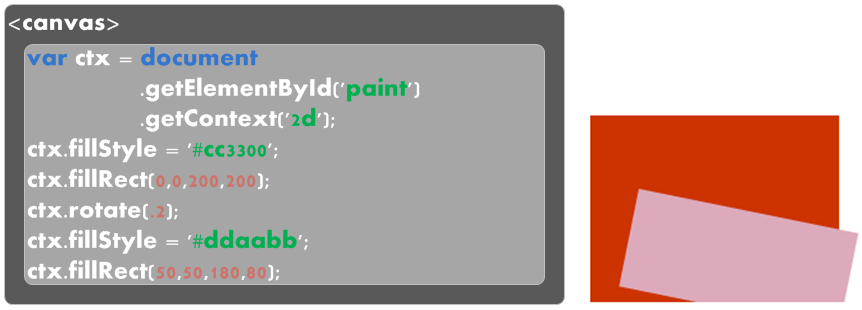 <canvas>
var ctx = document
.getElementById('paint')
.getContext('2d');
ctx.fillStyle = '#cc3300';
ctx.fillRect(0,0,200,200);
ctx.rotate(.2);
ctx.fillStyle = '#ddaabb';
ctx.fillRect(50,50,180,80);